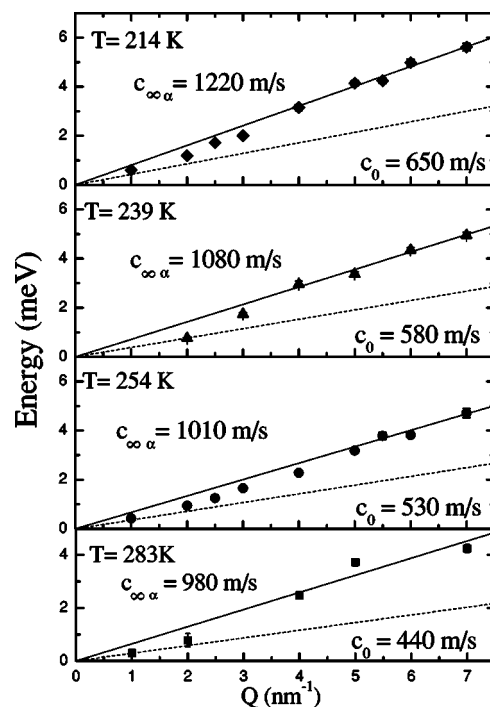 6
4
2
0
T= 214 K
c∞ α = 1220 m/s
c0 = 650 m/s
6
4
2
0
T= 239 K
c∞ α = 1080 m/s
c0 = 580 m/s
6
4
2
0
T= 254 K
c∞ α = 1010 m/s
c0 = 530 m/s
4
2
0
T= 283K
c∞ α = 980 m/s
c0 = 440 m/s
0 1 2 3 4 5 6 7
Q (nm-1)
Energy (meV)